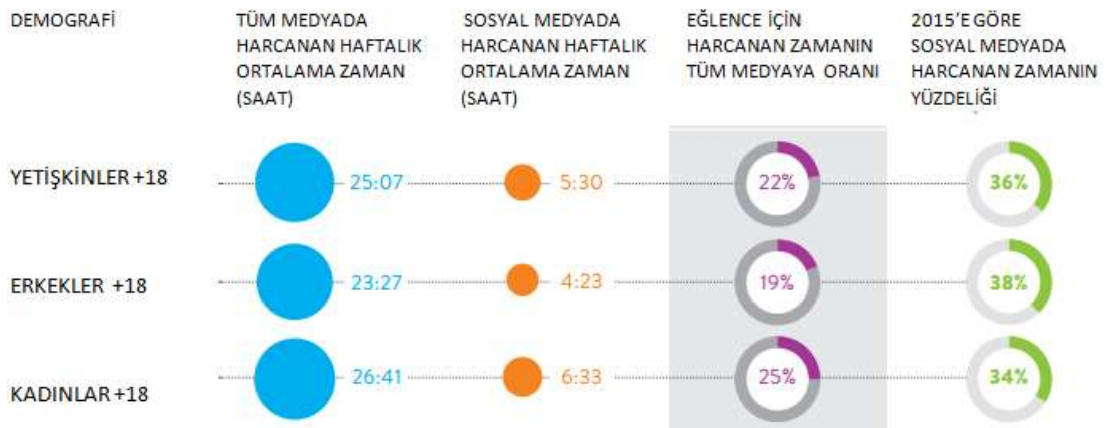 DEMOGRAFİ
TÜM MEDYADA
HARCANAN HAFTALIK
ORTALAMA ZAMAN
(SAAT)
SOSYAL MEDYADA
HARCANAN HAFTALIK
ORTALAMA ZAMAN
(SAAT)
EĞLENCE İÇİN
HARCANAN ZAMANIN
TÜM MEDYAYA ORANI
2015'E GÖRE
SOSYAL MEDYADA
HARCANAN ZAMANIN
YÜZDELİĞİ
YETİŞKİNLER +18 25:07 5:30 22% 36%
ERKEKLER +18 23:27 4:23 19% 38%
KADINLAR +18 26:41 6:33 25% 34%